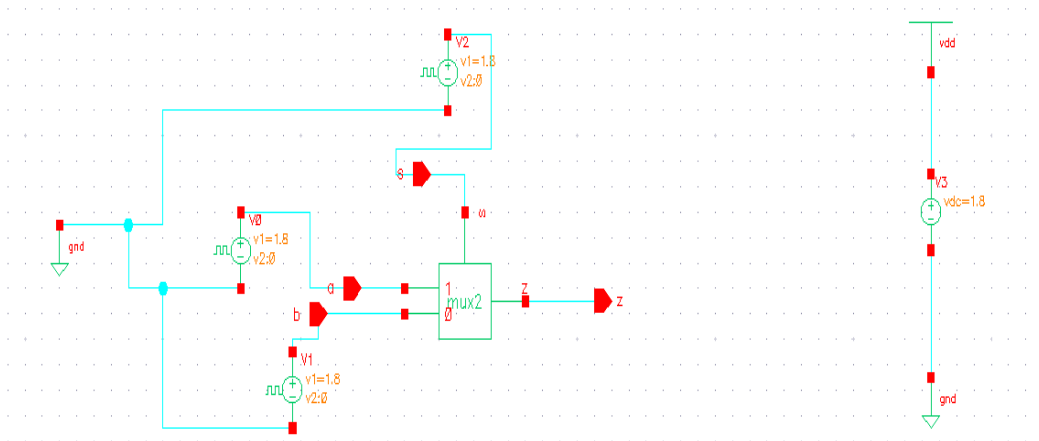 V2
v1=1.8
v2:0
vdd
s
s
V3
vdc=1.8
gnd
V0
v1=1.8
v2:0
a
1
mux2
0
z
z
b
V1
v1=1.8
v2:0
gnd